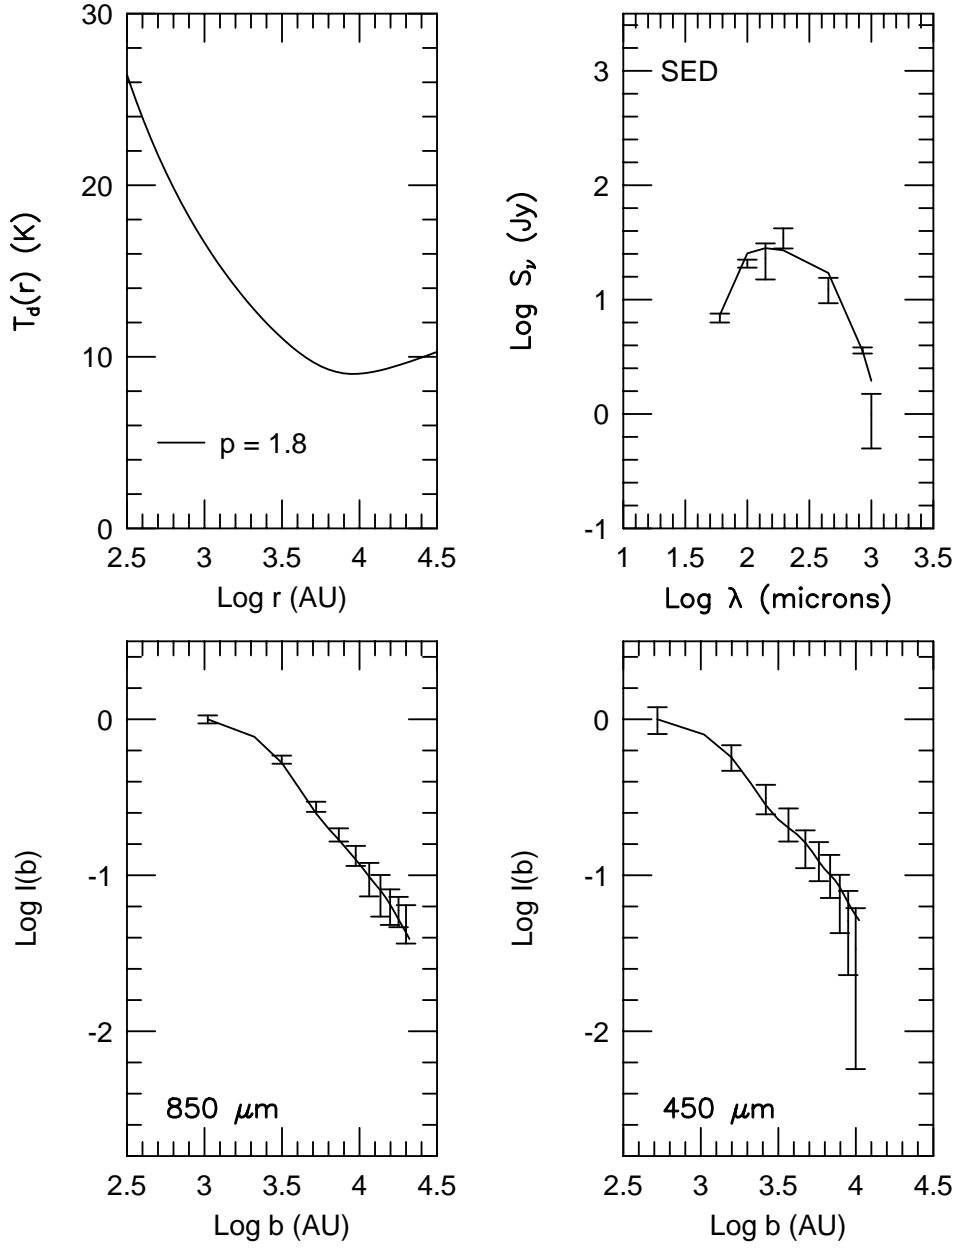 30
20
10
0
T_d(r) (K)
p = 1.8
2.5 3 3.5 4 4.5
Log r (AU)
SED
3
2
1
0
-1
Log S_ν (Jy)
1 1.5 2 2.5 3 3.5
Log λ (microns)
0
-1
-2
Log I(b)
850 μm
2.5 3 3.5 4 4.5
Log b (AU)
0
-1
-2
Log I(b)
450 μm
2.5 3 3.5 4 4.5
Log b (AU)